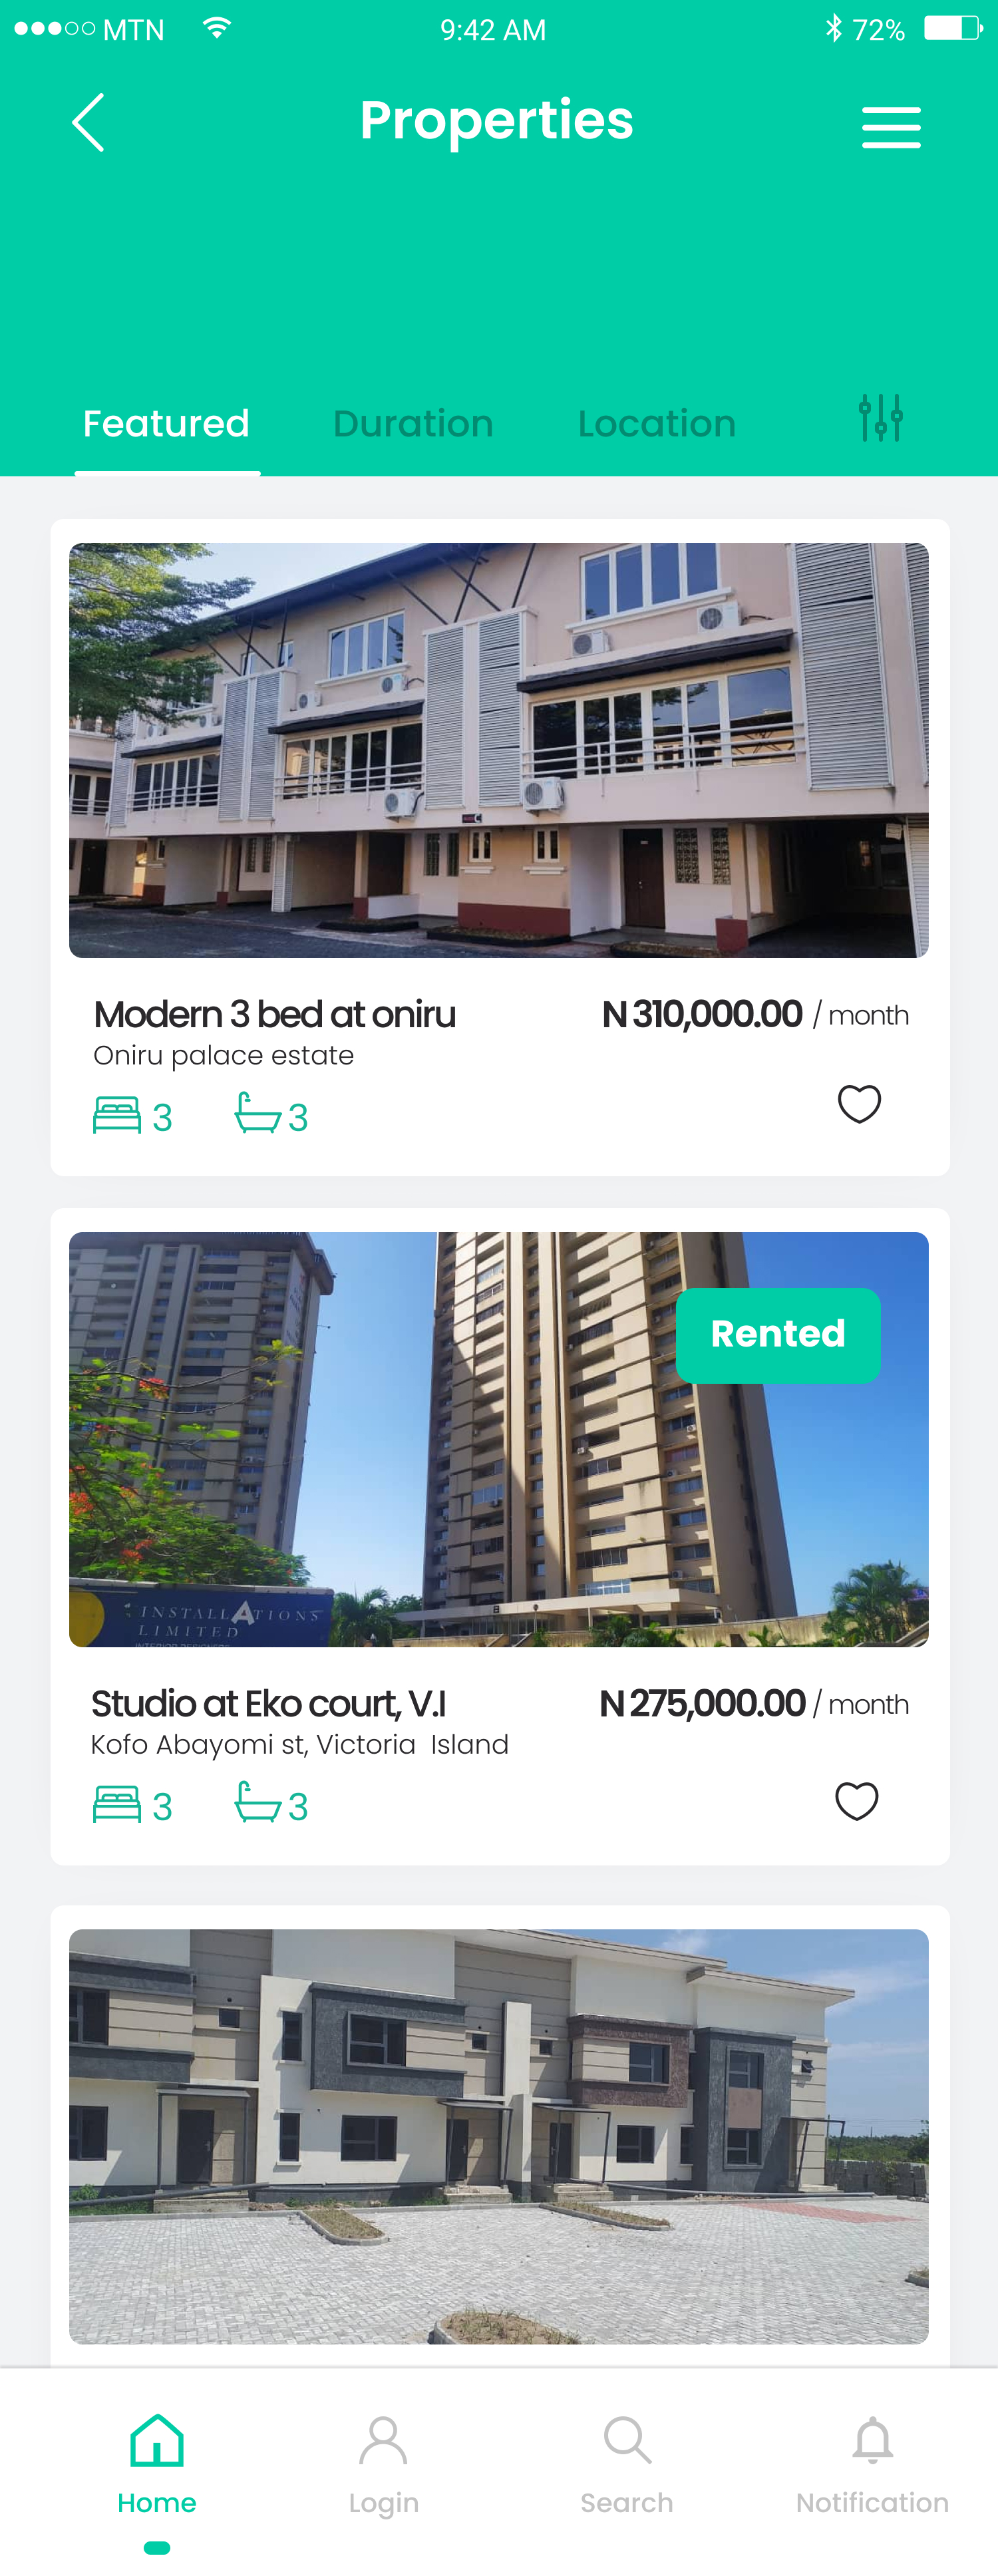 MTN 9:42 AM 72%
Properties
Featured Duration Location
Modern 3 bed at oniru N 310,000.00 / month
Oniru palace estate
3 3
Rented
INSTALLATIONS
LIMITED
INTERIOR DESIGNERS
Studio at Eko court, V.I N 275,000.00 / month
Kofo Abayomi st, Victoria Island
3 3
Home Login Search Notification